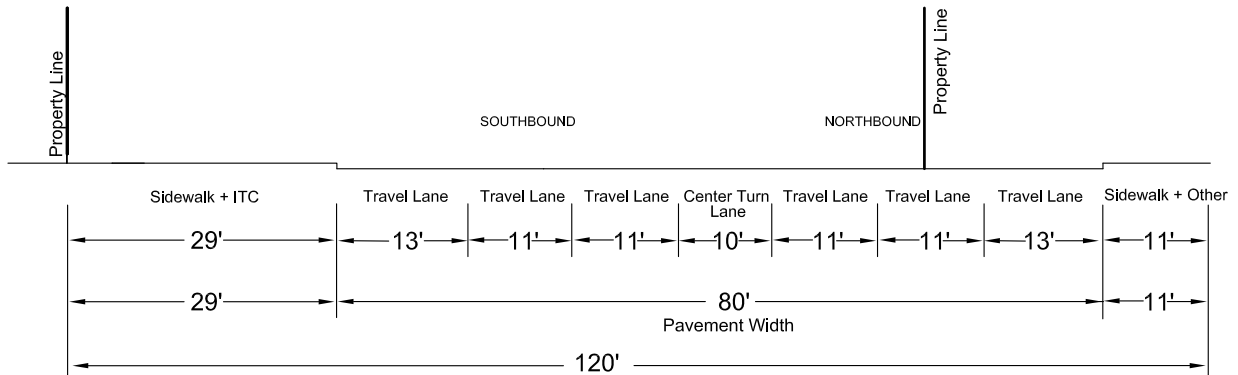 Property Line
Property Line
SOUTHBOUND
NORTHBOUND
Sidewalk + ITC
Travel Lane
Travel Lane
Travel Lane
Center Turn
Lane
Travel Lane
Travel Lane
Travel Lane
Sidewalk + Other
29'
13'
11'
11'
10'
11'
11'
13'
11'
29'
80'
11'
Pavement Width
120'